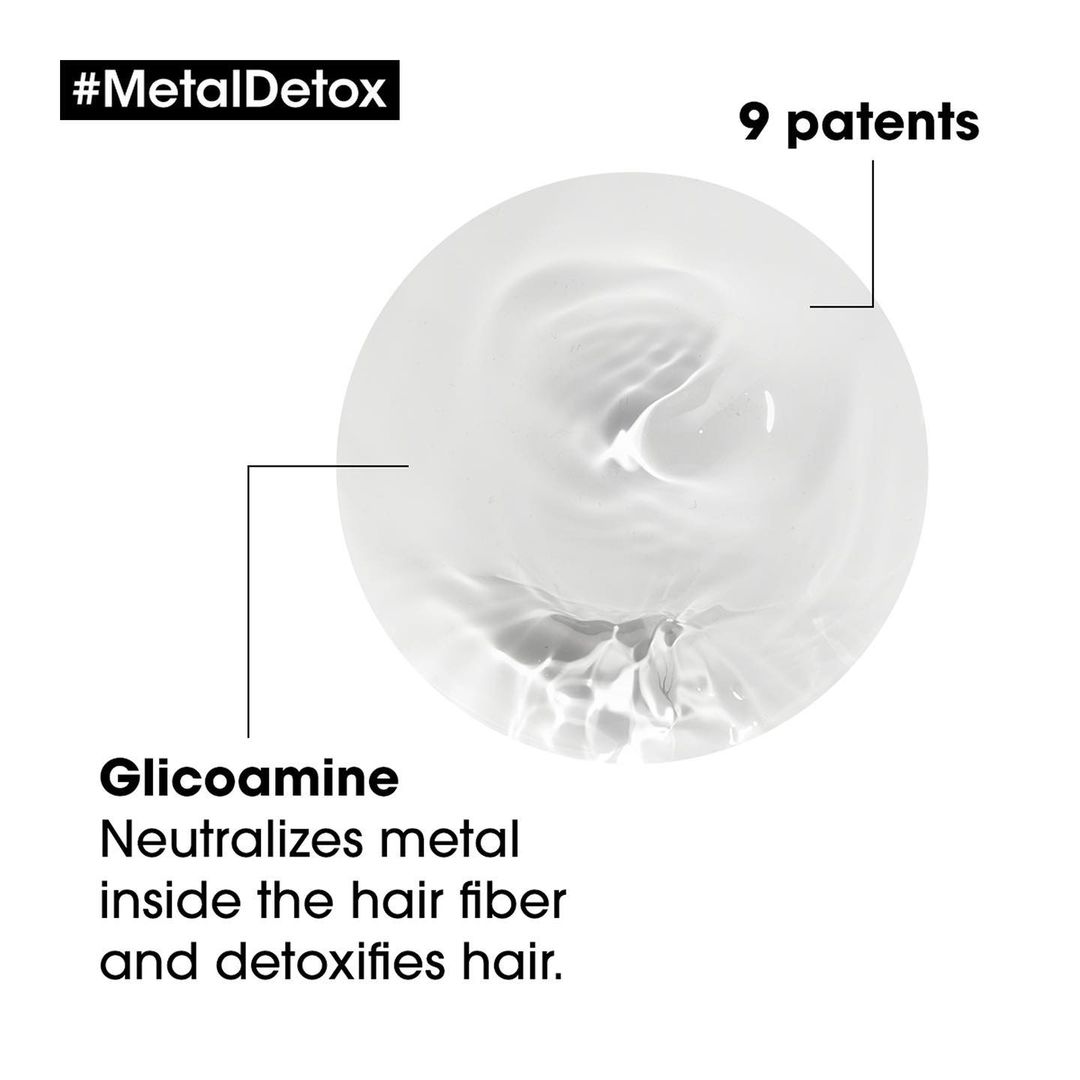 #MetalDetox
9 patents
Glicoamine
Neutralizes metal
inside the hair fiber
and detoxifies hair.